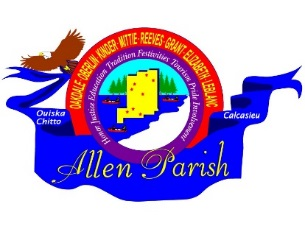 OAKDALE·OBERLIN·KINDER·MITTIE·REEVES·GRANT·ELIZABETH·LEBLANC
Honor Justice Education Tradition Festivities Tourism Pride Involvement
Ouiska
Chitto
Calcasieu
Allen Parish